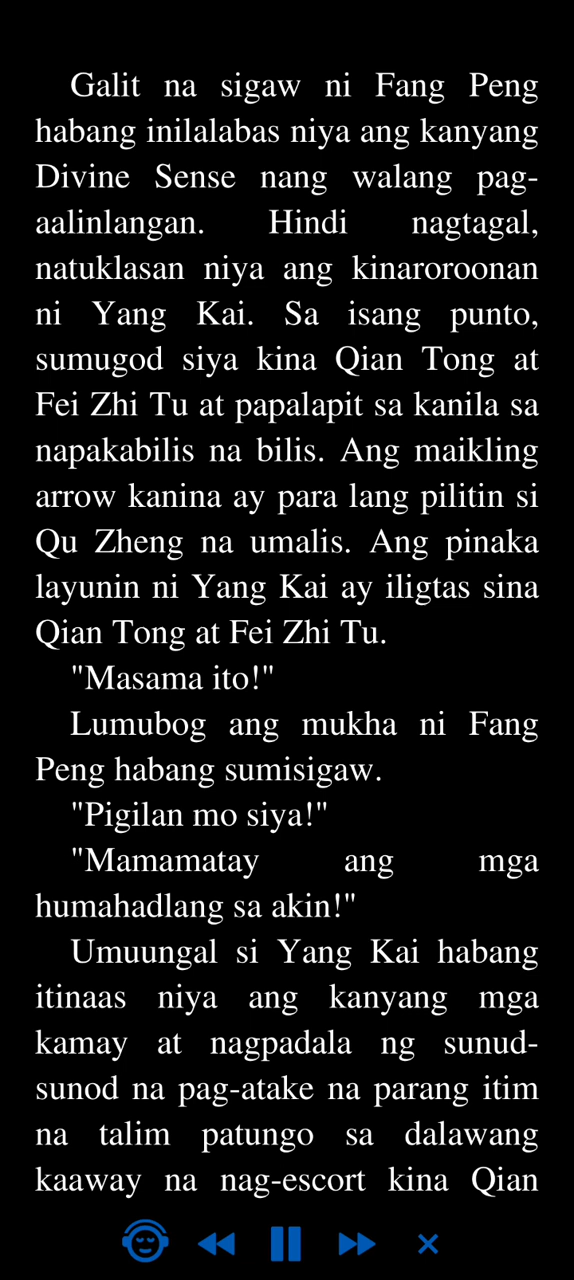 Galit na sigaw ni Fang Peng
habang inilalabas niya ang kanyang
Divine Sense nang walang pag-
aalinlangan. Hindi nagtagal,
natuklasan niya ang kinaroroonan
ni Yang Kai. Sa isang punto,
sumugod siya kina Qian Tong at
Fei Zhi Tu at papalapit sa kanila sa
napakabilis na bilis. Ang maikling
arrow kanina ay para lang pilitin si
Qu Zheng na umalis. Ang pinaka
layunin ni Yang Kai ay iligtas sina
Qian Tong at Fei Zhi Tu.
"Masama ito!"
Lumubog ang mukha ni Fang
Peng habang sumisigaw.
"Pigilan mo siya!"
"Mamamatay ang mga
humahadlang sa akin!"
Umuungal si Yang Kai habang
itinaas niya ang kanyang mga
kamay at nagpadala ng sunud-
sunod na pag-atake na parang itim
na talim patungo sa dalawang
kaaway na nag-escort kina Qian